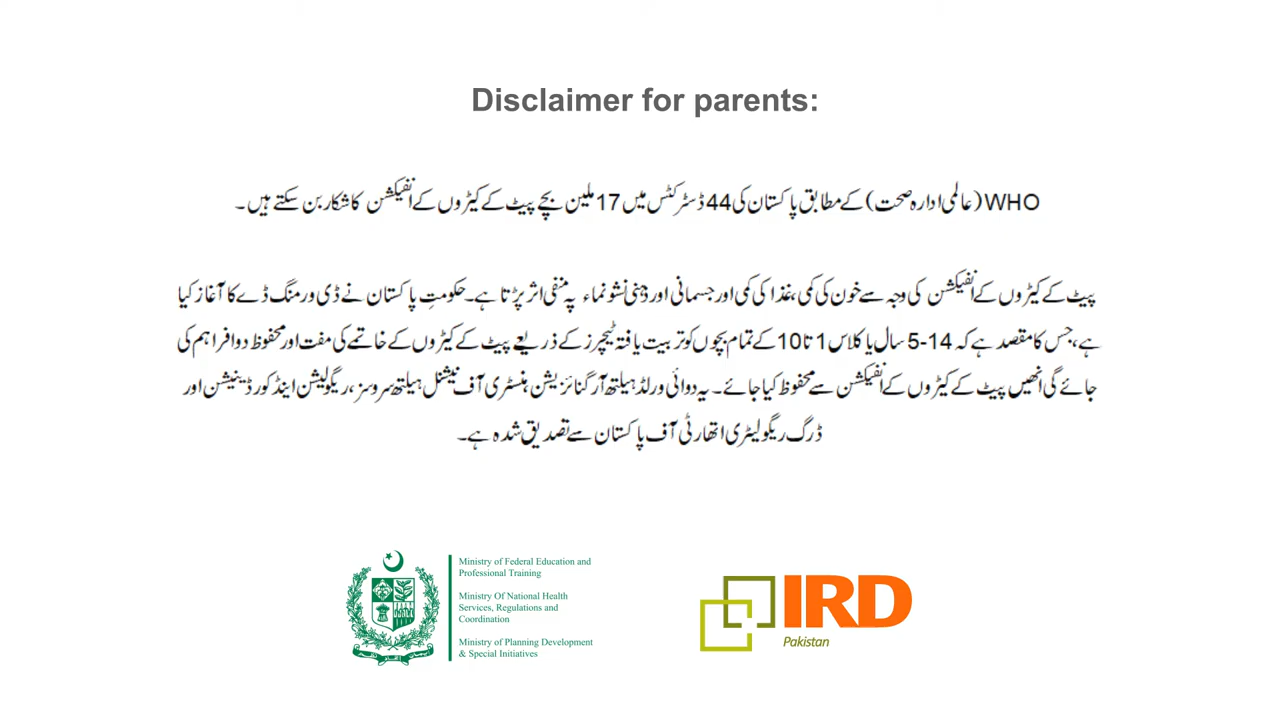 Disclaimer for parents:
WHO (عالمی ادارہ صحت) کے مطابق پاکستان کی 44 ڈسٹرکٹس میں 17 ملین بچے پیٹ کے کیڑوں کے انفیکشن کا شکار بن سکتے ہیں ۔
پیٹ کے کیڑوں کے انفیکشن کی وجہ سے خون کی کمی ،غذا کی کمی اور جسمانی اور ذہنی نشونماء پہ منفی اثر پڑتا ہے۔ حکومتِ پاکستان نے ڈی ورمنگ ڈے کا آغاز کیا
ہے، جس کا مقصد ہے کہ 14-5 سال یا کلاس 1 تا 10 کے تمام بچوں کو تربیت یافتہ ٹیچرز کے ذریعے پیٹ کے کیڑوں کے خاتمے کی مفت اور محفوظ دوا فراہم کی
جائے گی انھیں پیٹ کے کیڑوں کے انفیکشن سے محفوظ کیا جائے۔ یہ دوائی ورلڈ ہیلتھ آرگنائزیشن ہنسٹری آف نیشنل ہیلتھ سروسز، ریگولیشن اینڈ کورڈینیشن اور
ڈرگ ریگولیٹری اتھارٹی آف پاکستان سے تصدیق شدہ ہے۔
Ministry of Federal Education and
Professional Training
Ministry Of National Health
Services, Regulations and
Coordination
Ministry of Planning Development
& Special Initiatives
IRD
Pakistan